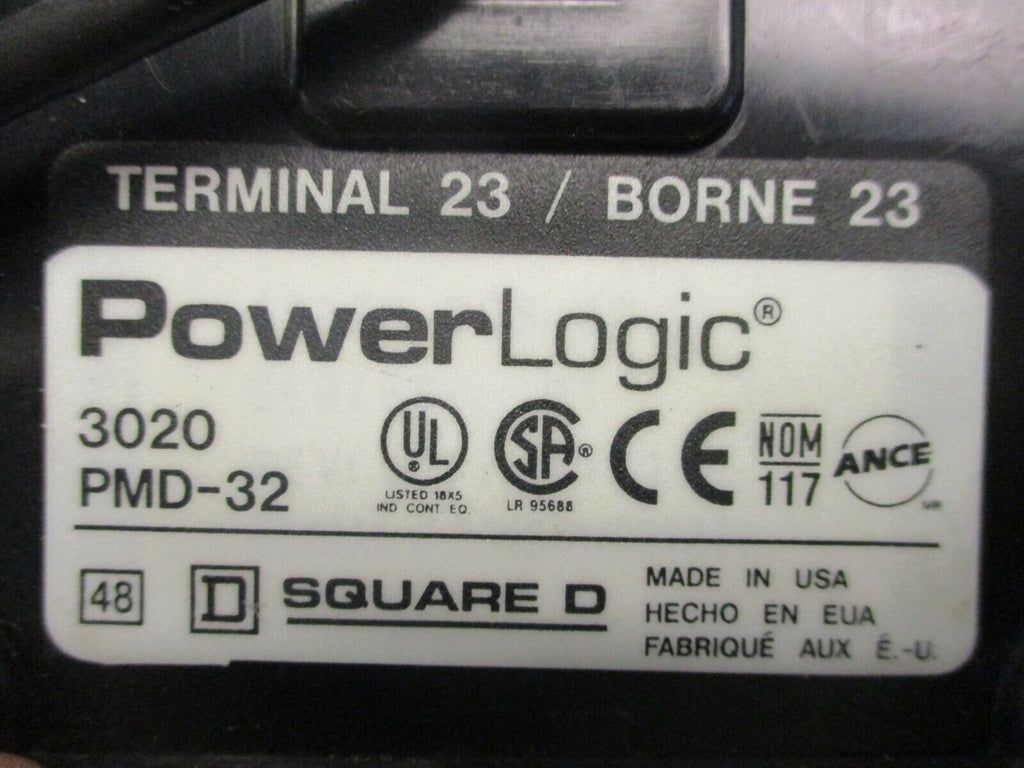 TERMINAL 23 / BORNE 23
PowerLogic®
3020
PMD-32
UL
LISTED 18X5
IND CONT. EQ.
SA®
LR 95688
CE
NOM
117
ANCE
48
D SQUARE D
MADE IN USA
HECHO EN EUA
FABRIQUÉ AUX É.-U.